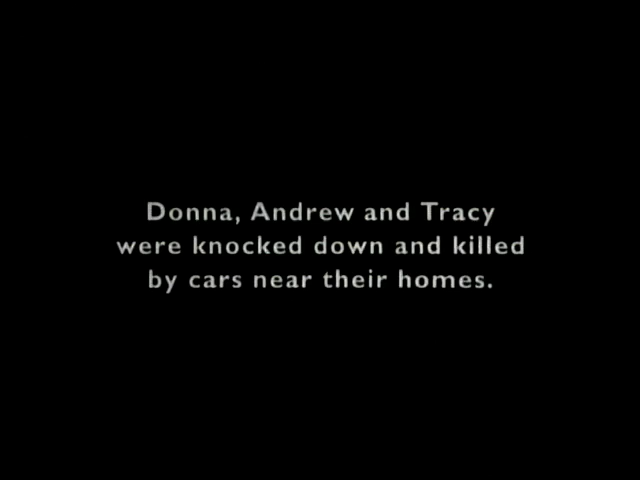 Donna, Andrew and Tracy
were knocked down and killed
by cars near their homes.